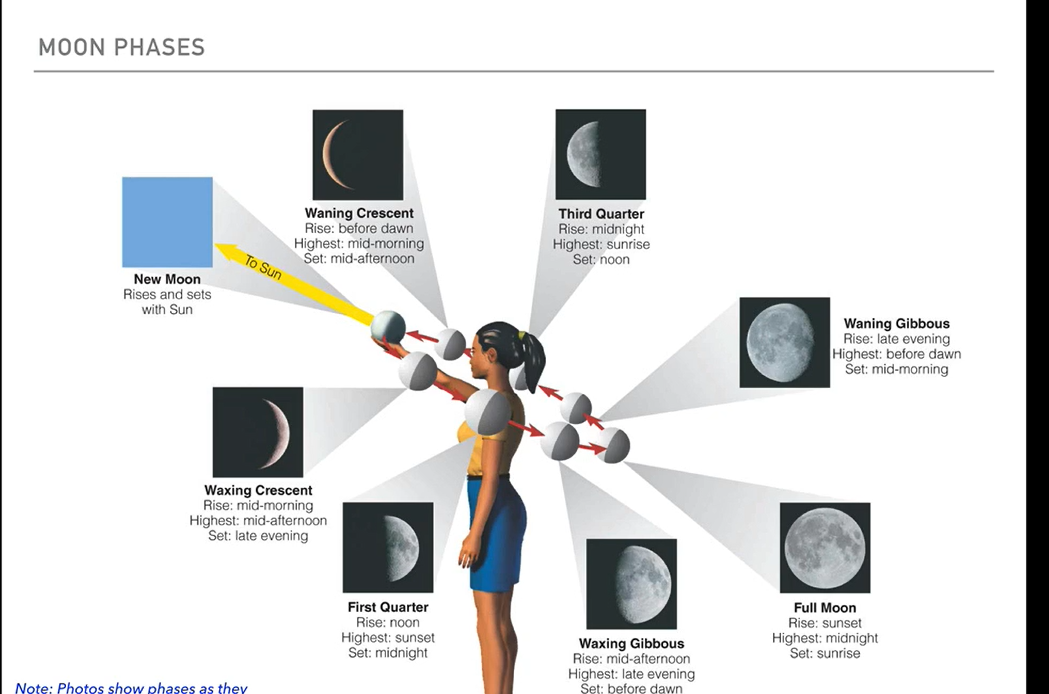 MOON PHASES
Waning Crescent
Rise: before dawn
Highest: mid-morning
Set: mid-afternoon
Third Quarter
Rise: midnight
Highest: sunrise
Set: noon
To Sun
New Moon
Rises and sets
with Sun
Waning Gibbous
Rise: late evening
Highest: before dawn
Set: mid-morning
Waxing Crescent
Rise: mid-morning
Highest: mid-afternoon
Set: late evening
First Quarter
Rise: noon
Highest: sunset
Set: midnight
Waxing Gibbous
Rise: mid-afternoon
Highest: late evening
Set: before dawn
Full Moon
Rise: sunset
Highest: midnight
Set: sunrise
Note: Photos show phases as they